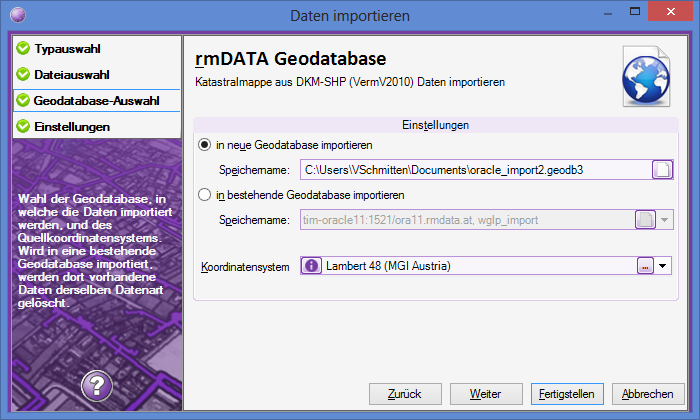 Daten importieren
Typauswahl
Dateiauswahl
Geodatabase-Auswahl
Einstellungen
Wahl der Geodatabase, in
welche die Daten importiert
werden, und des
Quellkoordinatensystems.
Wird in eine bestehende
Geodatabase importiert,
werden dort vorhandene
Daten derselben Datenart
gelöscht.
?
rmDATA Geodatabase
Katastralmappe aus DKM-SHP (VermV2010) Daten importieren
Einstellungen
in neue Geodatabase importieren
Speichername: C:\Users\VSchmitten\Documents\oracle_import2.geodb3
in bestehende Geodatabase importieren
Speichername: tim-oracle11:1521/ora11.rmdata.at, wglp_import
Koordinatensystem Lambert 48 (MGI Austria) ...
Zurück Weiter Fertigstellen Abbrechen